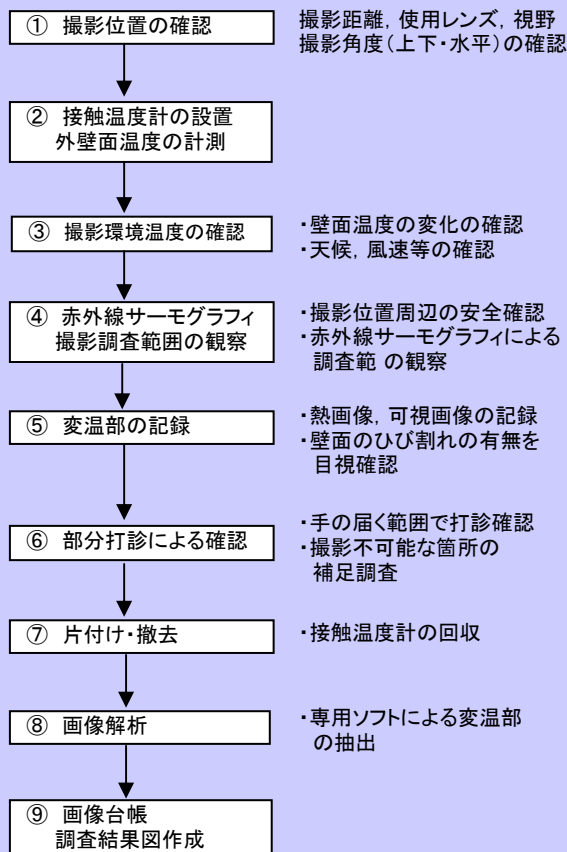 ① 撮影位置の確認
撮影距離，使用レンズ，視野
撮影角度（上下・水平）の確認
② 接触温度計の設置
外壁面温度の計測
③ 撮影環境温度の確認
・壁面温度の変化の確認
・天候，風速等の確認
④ 赤外線サーモグラフィ
撮影調査範囲の観察
・撮影位置周辺の安全確認
・赤外線サーモグラフィによる
調査範 の観察
⑤ 変温部の記録
・熱画像，可視画像の記録
・壁面のひび割れの有無を
目視確認
⑥ 部分打診による確認
・手の届く範囲で打診確認
・撮影不可能な箇所の
補足調査
⑦ 片付け・撤去
・接触温度計の回収
⑧ 画像解析
・専用ソフトによる変温部
の抽出
⑨ 画像台帳
調査結果図作成